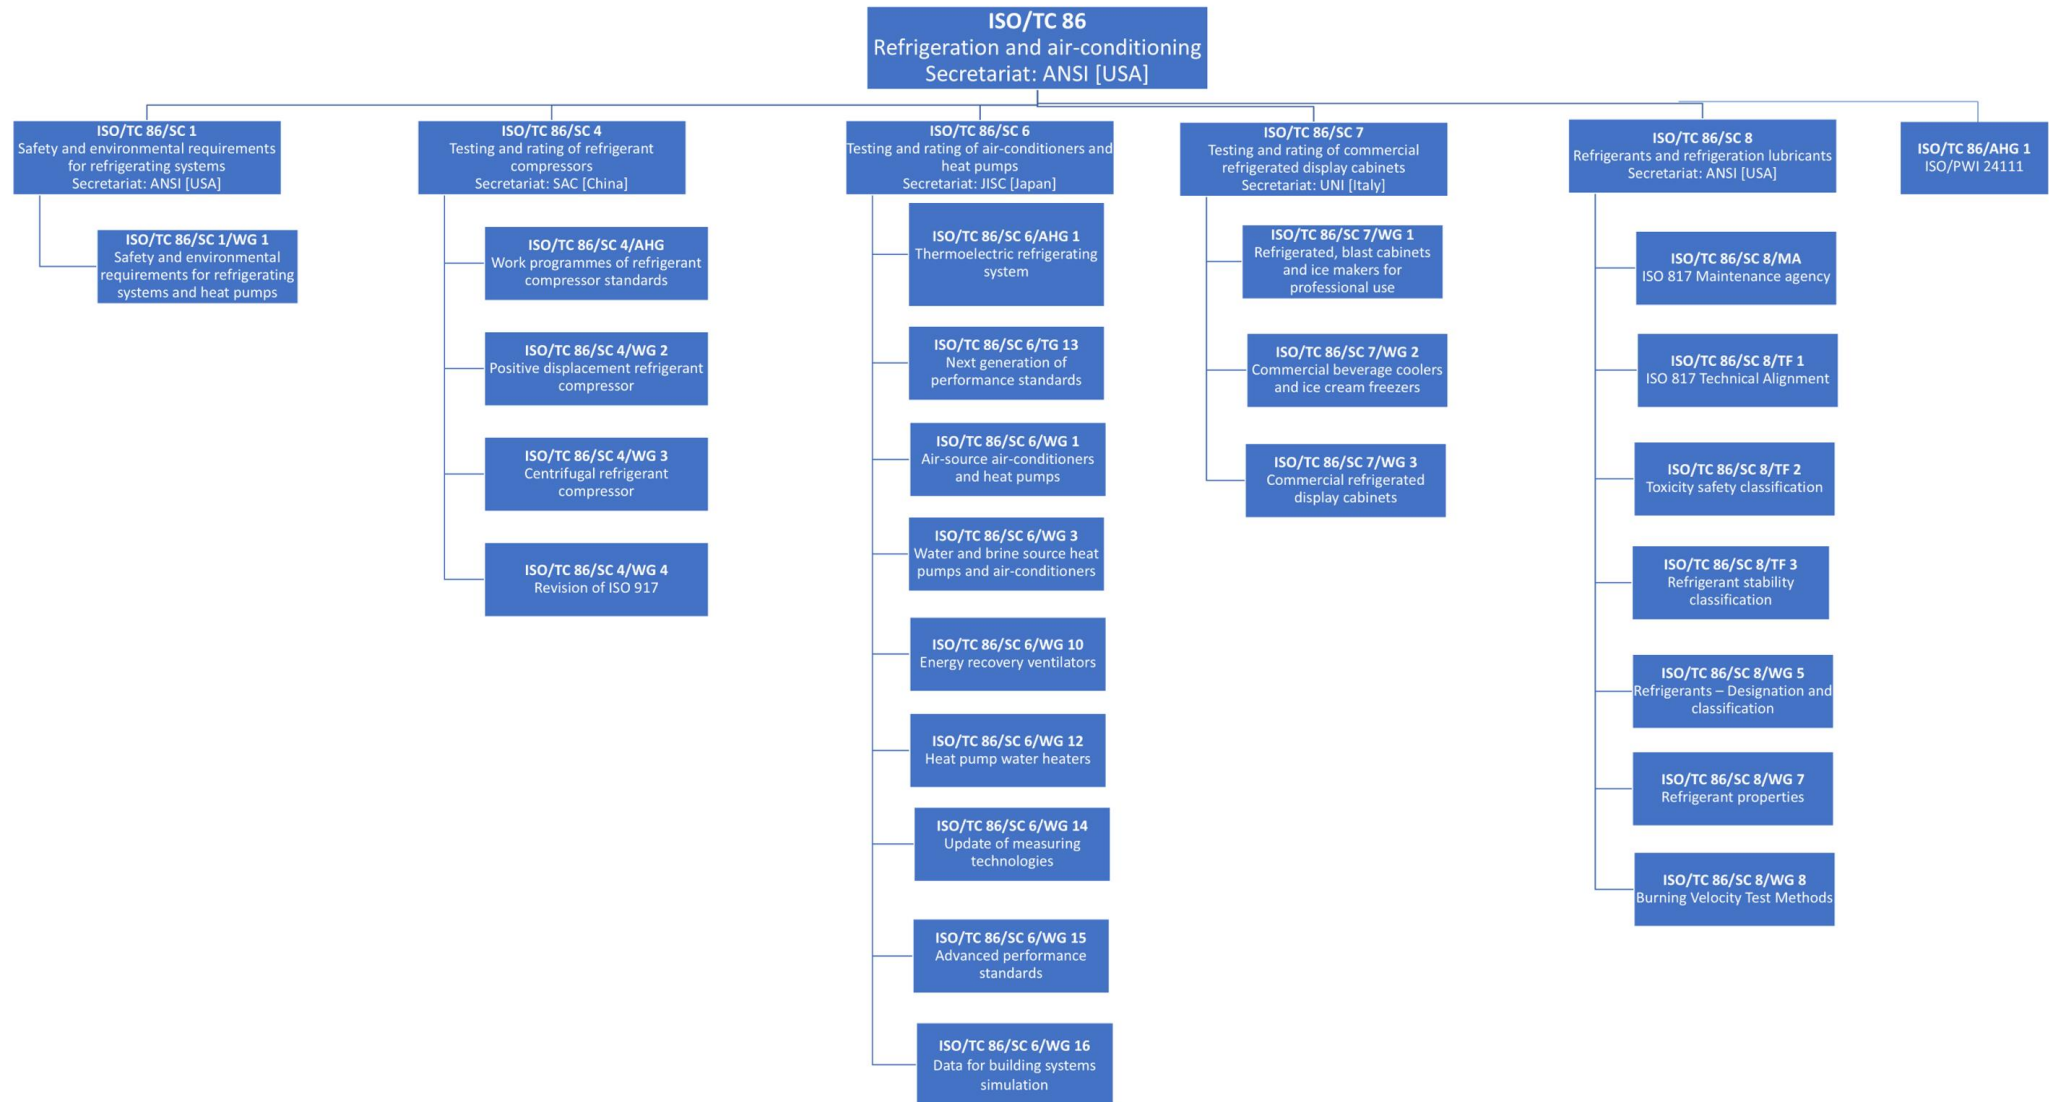 ISO/TC 86
Refrigeration and air-conditioning
Secretariat: ANSI [USA]
ISO/TC 86/SC 1
Safety and environmental requirements
for refrigerating systems
Secretariat: ANSI [USA]
ISO/TC 86/SC 1/WG 1
Safety and environmental
requirements for refrigerating
systems and heat pumps
ISO/TC 86/SC 4
Testing and rating of refrigerant
compressors
Secretariat: SAC [China]
ISO/TC 86/SC 4/AHG
Work programmes of refrigerant
compressor standards
ISO/TC 86/SC 4/WG 2
Positive displacement refrigerant
compressor
ISO/TC 86/SC 4/WG 3
Centrifugal refrigerant
compressor
ISO/TC 86/SC 4/WG 4
Revision of ISO 917
ISO/TC 86/SC 6
Testing and rating of air-conditioners and
heat pumps
Secretariat: JISC [Japan]
ISO/TC 86/SC 6/AHG 1
Thermoelectric refrigerating
system
ISO/TC 86/SC 6/TG 13
Next generation of
performance standards
ISO/TC 86/SC 6/WG 1
Air-source air-conditioners
and heat pumps
ISO/TC 86/SC 6/WG 3
Water and brine source heat
pumps and air-conditioners
ISO/TC 86/SC 6/WG 10
Energy recovery ventilators
ISO/TC 86/SC 6/WG 12
Heat pump water heaters
ISO/TC 86/SC 6/WG 14
Update of measuring
technologies
ISO/TC 86/SC 6/WG 15
Advanced performance
standards
ISO/TC 86/SC 6/WG 16
Data for building systems
simulation
ISO/TC 86/SC 7
Testing and rating of commercial
refrigerated display cabinets
Secretariat: UNI [Italy]
ISO/TC 86/SC 7/WG 1
Refrigerated, blast cabinets
and ice makers for
professional use
ISO/TC 86/SC 7/WG 2
Commercial beverage coolers
and ice cream freezers
ISO/TC 86/SC 7/WG 3
Commercial refrigerated
display cabinets
ISO/TC 86/SC 8
Refrigerants and refrigeration lubricants
Secretariat: ANSI [USA]
ISO/TC 86/SC 8/MA
ISO 817 Maintenance agency
ISO/TC 86/SC 8/TF 1
ISO 817 Technical Alignment
ISO/TC 86/SC 8/TF 2
Toxicity safety classification
ISO/TC 86/SC 8/TF 3
Refrigerant stability
classification
ISO/TC 86/SC 8/WG 5
Refrigerants – Designation and
classification
ISO/TC 86/SC 8/WG 7
Refrigerant properties
ISO/TC 86/SC 8/WG 8
Burning Velocity Test Methods
ISO/TC 86/AHG 1
ISO/PWI 24111